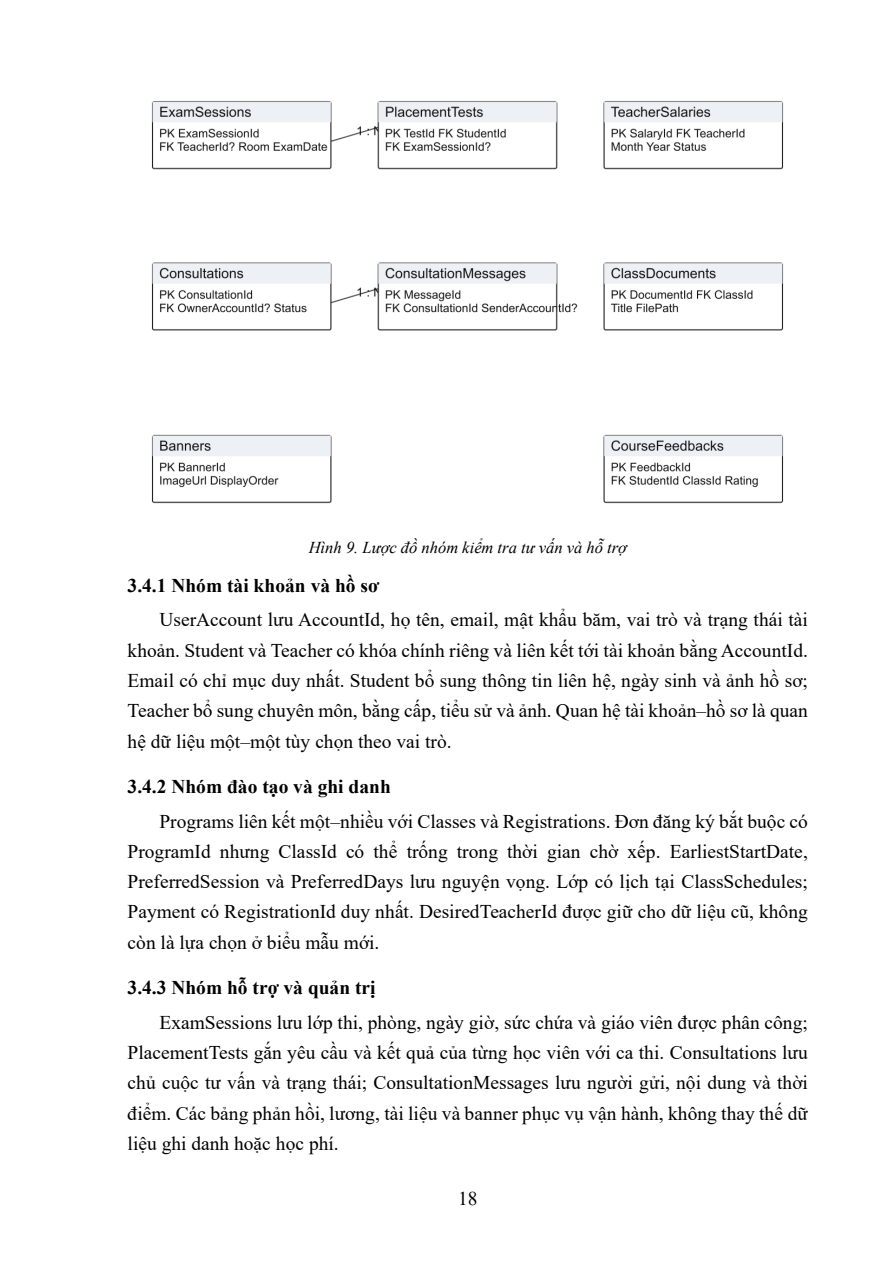 ExamSessions
PK ExamSessionId
FK TeacherId? Room ExamDate
1 : N
PlacementTests
PK TestId FK StudentId
FK ExamSessionId?
TeacherSalaries
PK SalaryId FK TeacherId
Month Year Status
Consultations
PK ConsultationId
FK OwnerAccountId? Status
1 : N
ConsultationMessages
PK MessageId
FK ConsultationId SenderAccountId?
ClassDocuments
PK DocumentId FK ClassId
Title FilePath
Banners
PK BannerId
ImageUrl DisplayOrder
CourseFeedbacks
PK FeedbackId
FK StudentId ClassId Rating
Hình 9. Lược đồ nhóm kiểm tra tư vấn và hỗ trợ
3.4.1 Nhóm tài khoản và hồ sơ
UserAccount lưu AccountId, họ tên, email, mật khẩu băm, vai trò và trạng thái tài
khoản. Student và Teacher có khóa chính riêng và liên kết tới tài khoản bằng AccountId.
Email có chỉ mục duy nhất. Student bổ sung thông tin liên hệ, ngày sinh và ảnh hồ sơ;
Teacher bổ sung chuyên môn, bằng cấp, tiểu sử và ảnh. Quan hệ tài khoản–hồ sơ là quan
hệ dữ liệu một–một tùy chọn theo vai trò.
3.4.2 Nhóm đào tạo và ghi danh
Programs liên kết một–nhiều với Classes và Registrations. Đơn đăng ký bắt buộc có
ProgramId nhưng ClassId có thể trống trong thời gian chờ xếp. EarliestStartDate,
PreferredSession và PreferredDays lưu nguyện vọng. Lớp có lịch tại ClassSchedules;
Payment có RegistrationId duy nhất. DesiredTeacherId được giữ cho dữ liệu cũ, không
còn là lựa chọn ở biểu mẫu mới.
3.4.3 Nhóm hỗ trợ và quản trị
ExamSessions lưu lớp thi, phòng, ngày giờ, sức chứa và giáo viên được phân công;
PlacementTests gắn yêu cầu và kết quả của từng học viên với ca thi. Consultations lưu
chủ cuộc tư vấn và trạng thái; ConsultationMessages lưu người gửi, nội dung và thời
điểm. Các bảng phản hồi, lương, tài liệu và banner phục vụ vận hành, không thay thế dữ
liệu ghi danh hoặc học phí.
18